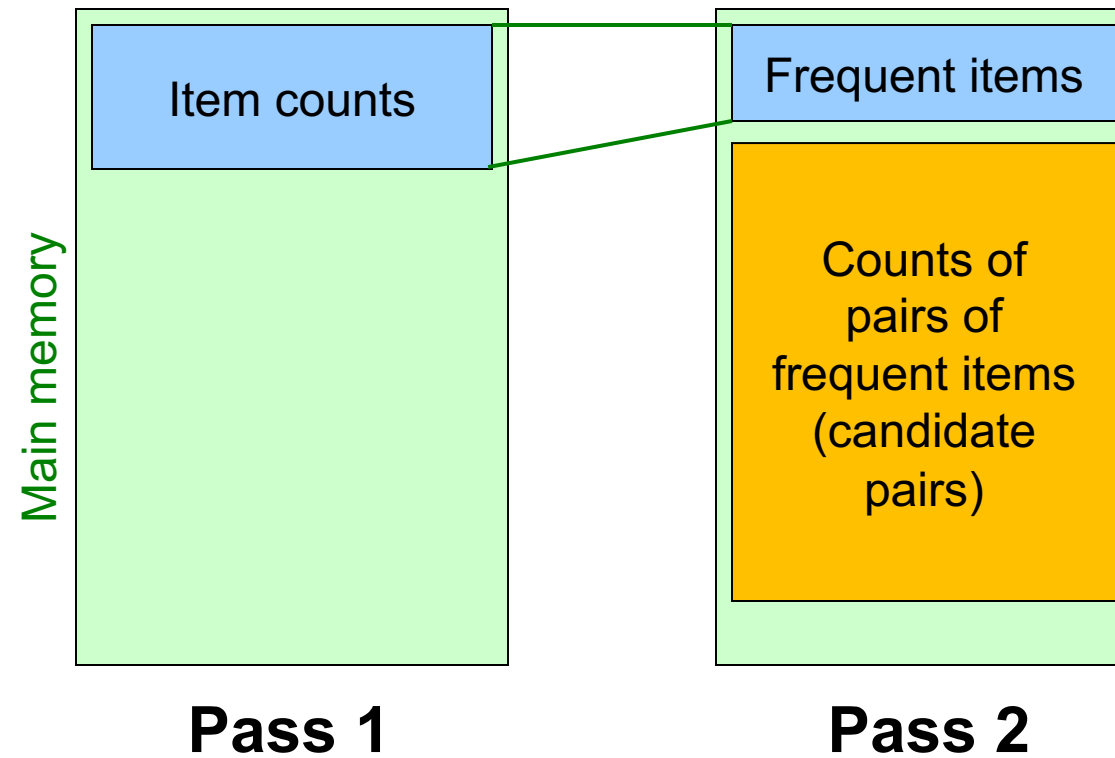 Main memory
Item counts
Frequent items
Counts of
pairs of
frequent items
(candidate
pairs)
Pass 1
Pass 2